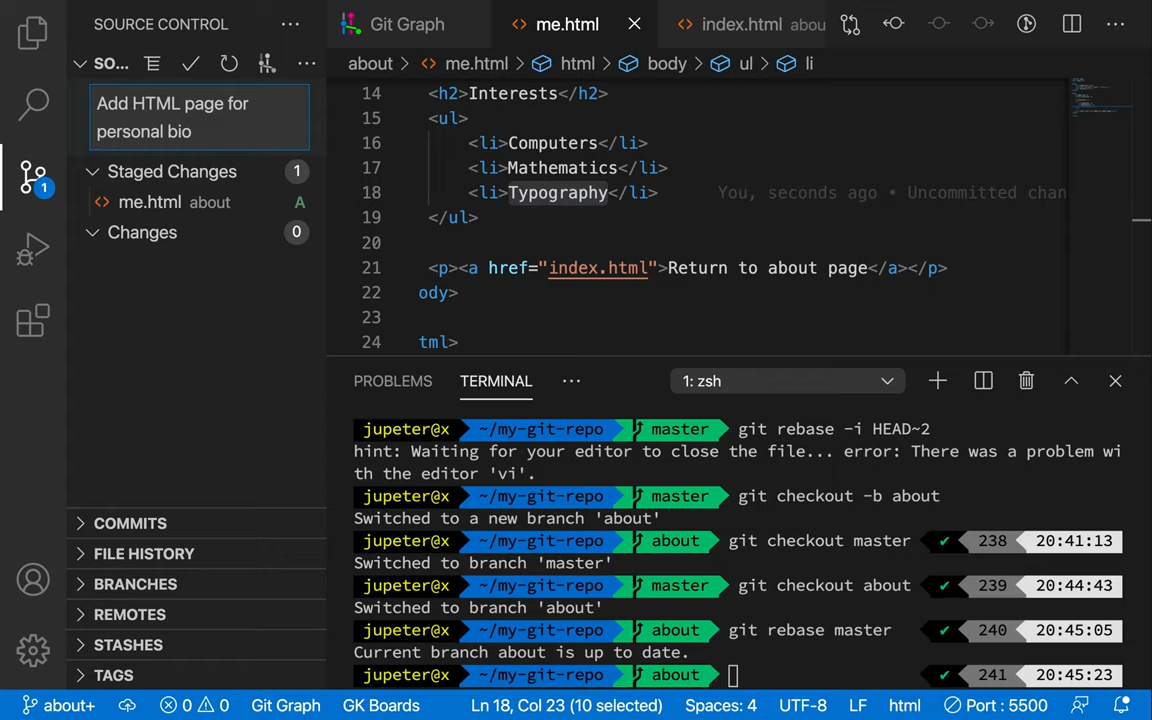 SOURCE CONTROL
Git Graph
me.html
index.html abou
SO...
about > me.html > html > body > ul > li
Add HTML page for
personal bio
Staged Changes 1
me.html about A
Changes 0
1
14 <h2>Interests</h2>
15 <ul>
16 <li>Computers</li>
17 <li>Mathematics</li>
18 <li>Typography</li> You, seconds ago • Uncommitted chan
19 </ul>
20
21 <p><a href="index.html">Return to about page</a></p>
22 ody>
23
24 tml>
PROBLEMS TERMINAL ... 1: zsh
jupeter@x ~/my-git-repo master git rebase -i HEAD~2
hint: Waiting for your editor to close the file... error: There was a problem wi
th the editor 'vi'.
jupeter@x ~/my-git-repo master git checkout -b about
Switched to a new branch 'about'
jupeter@x ~/my-git-repo about git checkout master ✔ 238 20:41:13
Switched to branch 'master'
jupeter@x ~/my-git-repo master git checkout about ✔ 239 20:44:43
Switched to branch 'about'
jupeter@x ~/my-git-repo about git rebase master ✔ 240 20:45:05
Current branch about is up to date.
jupeter@x ~/my-git-repo about ✔ 241 20:45:23
COMMITS
FILE HISTORY
BRANCHES
REMOTES
STASHES
TAGS
about+ 0 0 Git Graph GK Boards Ln 18, Col 23 (10 selected) Spaces: 4 UTF-8 LF html Port : 5500